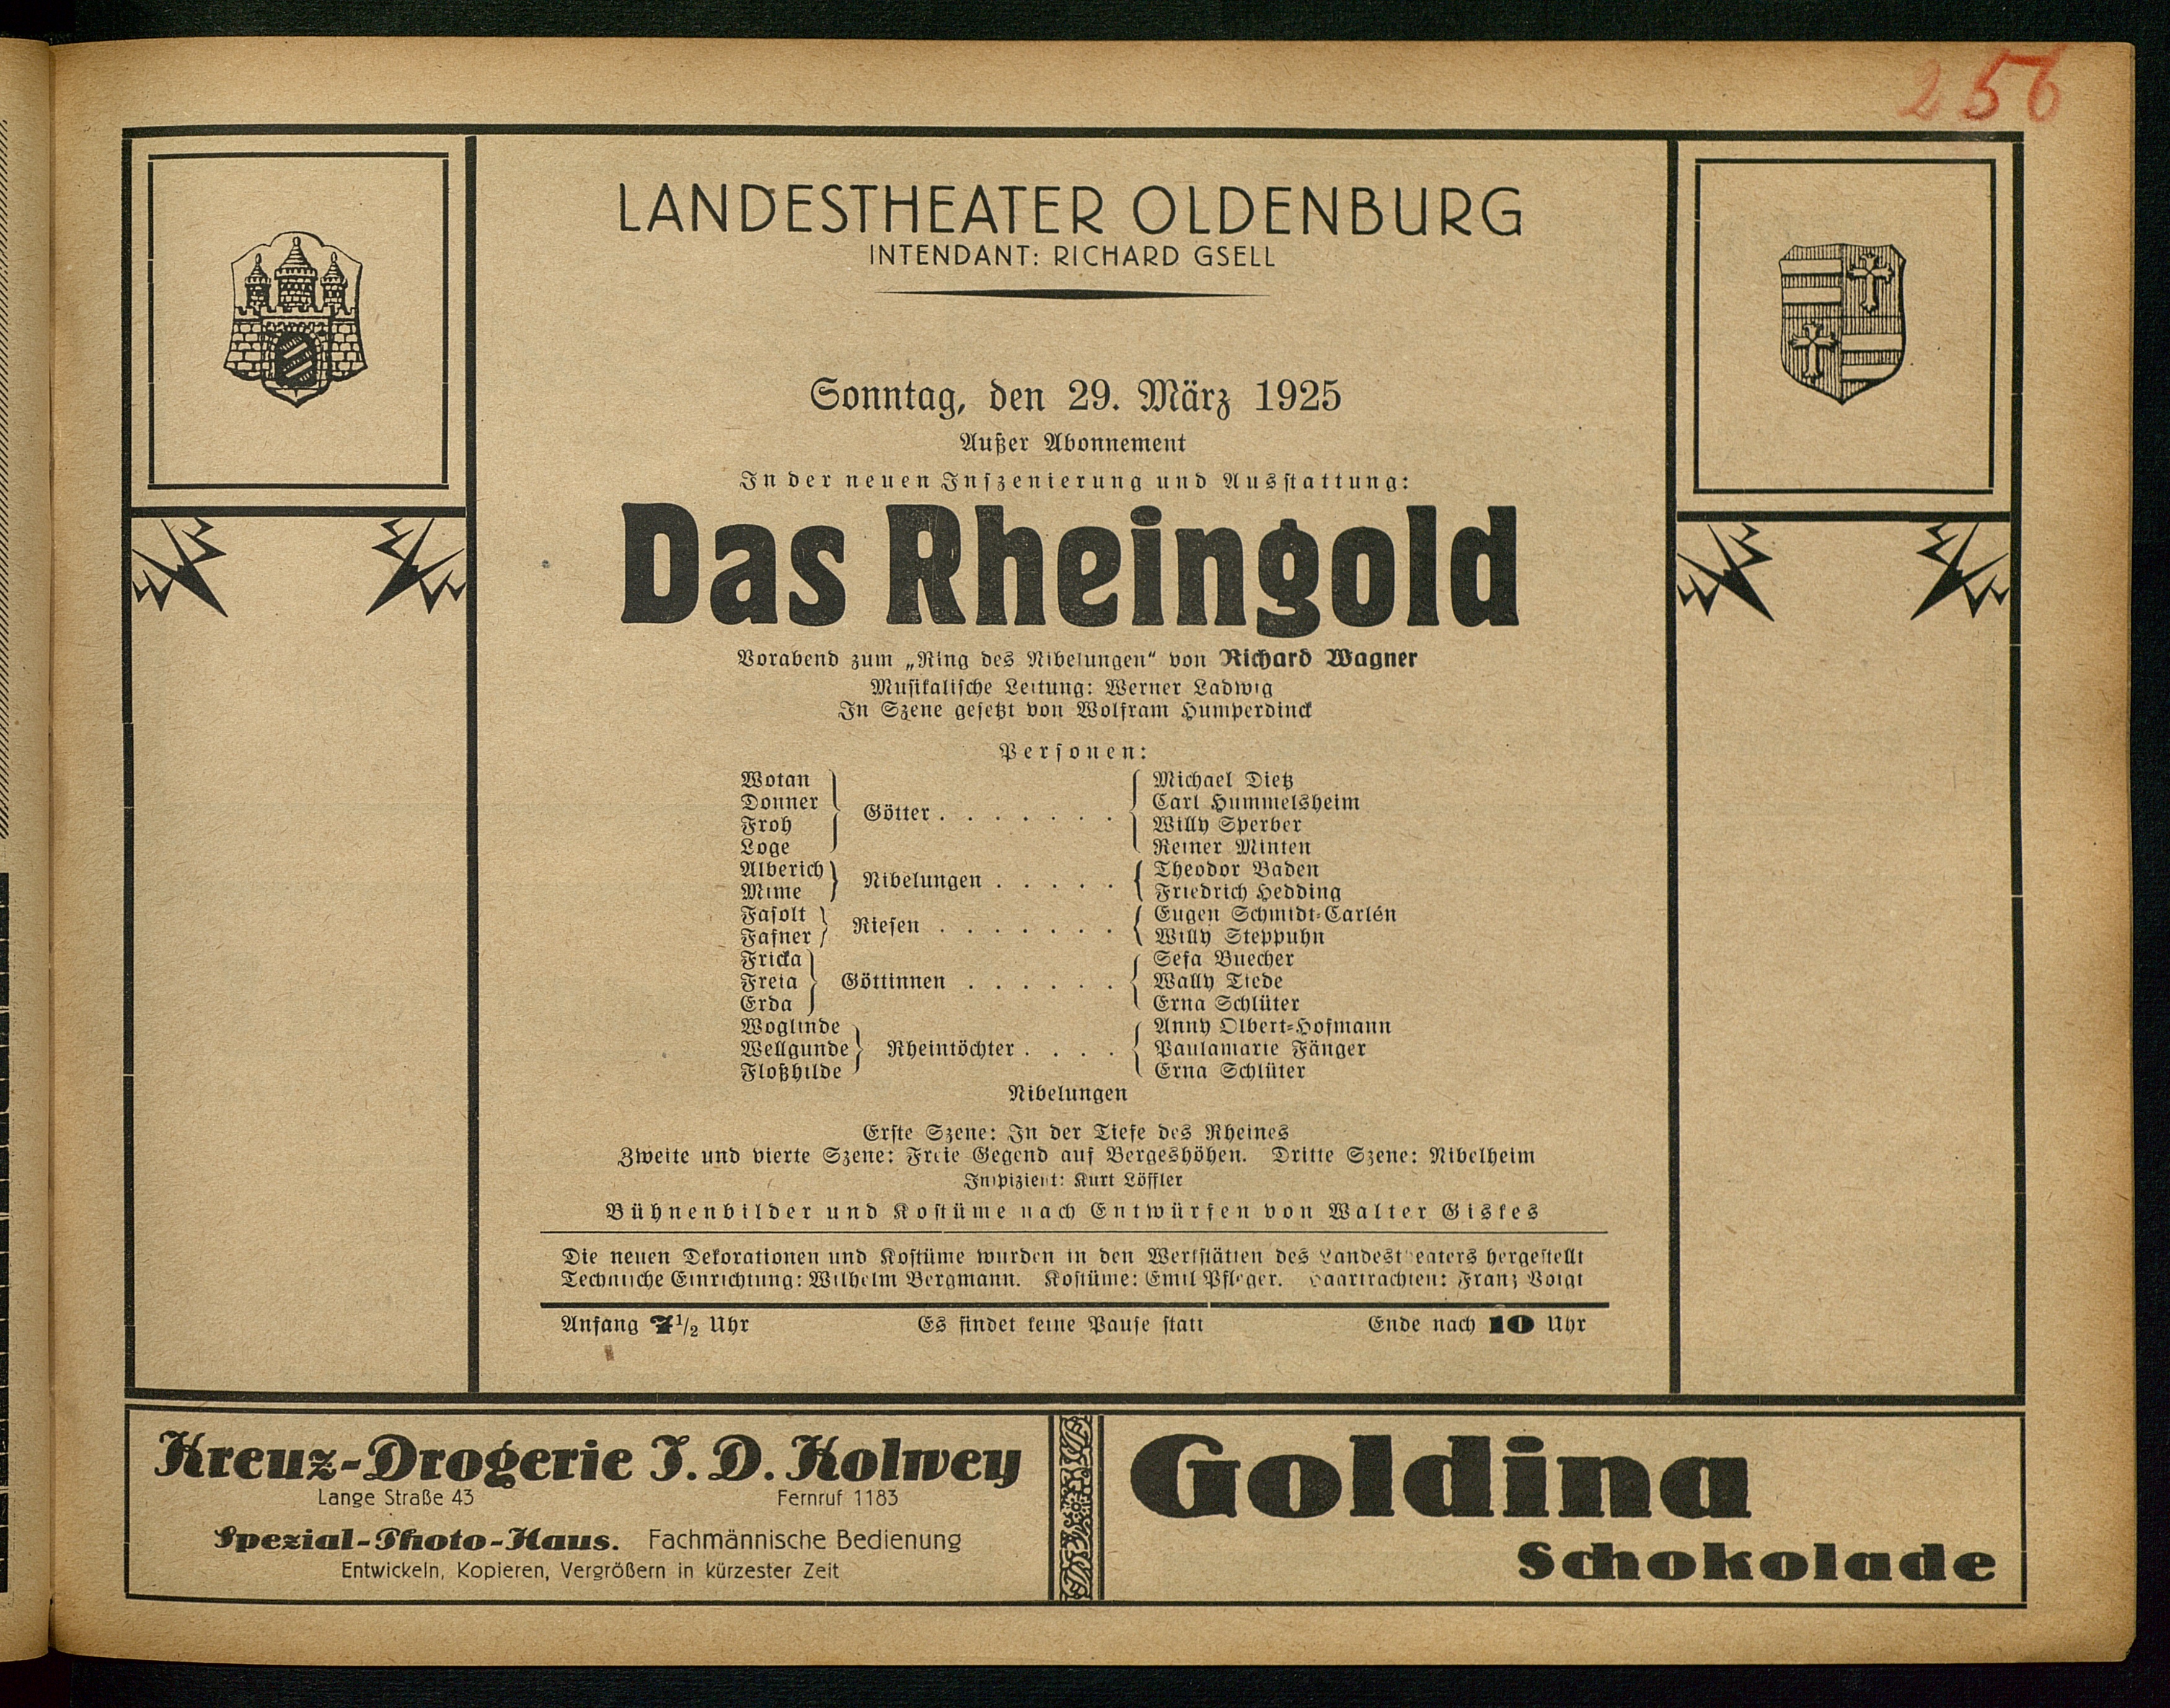 256
LANDESTHEATER OLDENBURG
INTENDANT: RICHARD GSELL
Sonntag, den 29. März 1925
Außer Abonnement
In der neuen Inszenierung und Ausstattung:
Das Rheingold
Vorabend zum „Ring des Nibelungen“ von Richard Wagner
Musikalische Leitung: Werner Ladwig
In Szene gesetzt von Wolfram Humperdinck
Personen:
Wotan } { Michael Dietz
Donner } Götter . . . . . . . { Carl Hummelsheim
Froh } { Willy Sperber
Loge } { Reiner Minten
Alberich } Nibelungen . . . . . { Theodor Baden
Mime } { Friedrich Hedding
Fasolt } Riesen . . . . . . . { Eugen Schmidt-Carlén
Fafner } { Willy Steppuhn
Fricka } { Sefa Buecher
Freia } Göttinnen . . . . . . { Wally Tiede
Erda } { Erna Schlüter
Woglinde } { Anny Olbert-Hofmann
Wellgunde } Rheintöchter . . . . { Paulamarie Fänger
Floßhilde } { Erna Schlüter
Nibelungen
Erste Szene: In der Tiefe des Rheines
Zweite und vierte Szene: Freie Gegend auf Bergeshöhen. Dritte Szene: Nibelheim
Inspizient: Kurt Löffler
Bühnenbilder und Kostüme nach Entwürfen von Walter Giskes
Die neuen Dekorationen und Kostüme wurden in den Werkstätten des Landestheaters hergestellt
Technische Einrichtung: Wilhelm Bergmann. Kostüme: Emil Pfleger. Haartrachten: Franz Voigt
Anfang 7 1/2 Uhr Es findet keine Pause statt Ende nach 10 Uhr
Kreuz-Drogerie J. D. Kolwey
Lange Straße 43 Fernruf 1183
Spezial-Photo-Haus. Fachmännische Bedienung
Entwickeln, Kopieren, Vergrößern in kürzester Zeit
Goldina
Schokolade